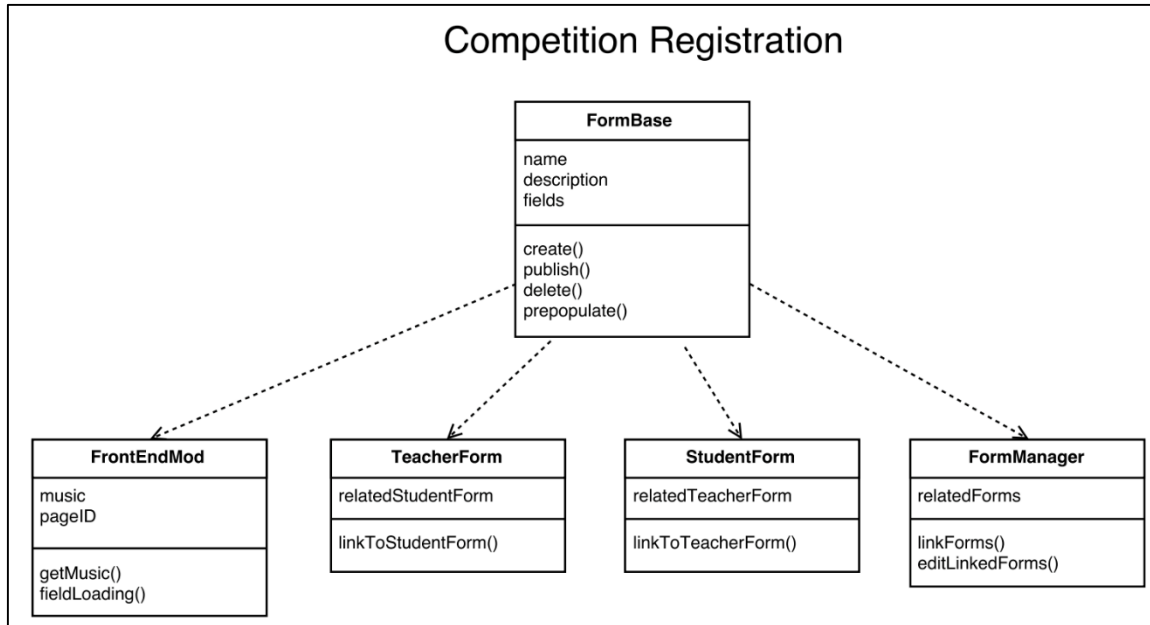 Competition Registration
FormBase
name
description
fields
create()
publish()
delete()
prepopulate()
FrontEndMod
music
pageID
getMusic()
fieldLoading()
TeacherForm
relatedStudentForm
linkToStudentForm()
StudentForm
relatedTeacherForm
linkToTeacherForm()
FormManager
relatedForms
linkForms()
editLinkedForms()